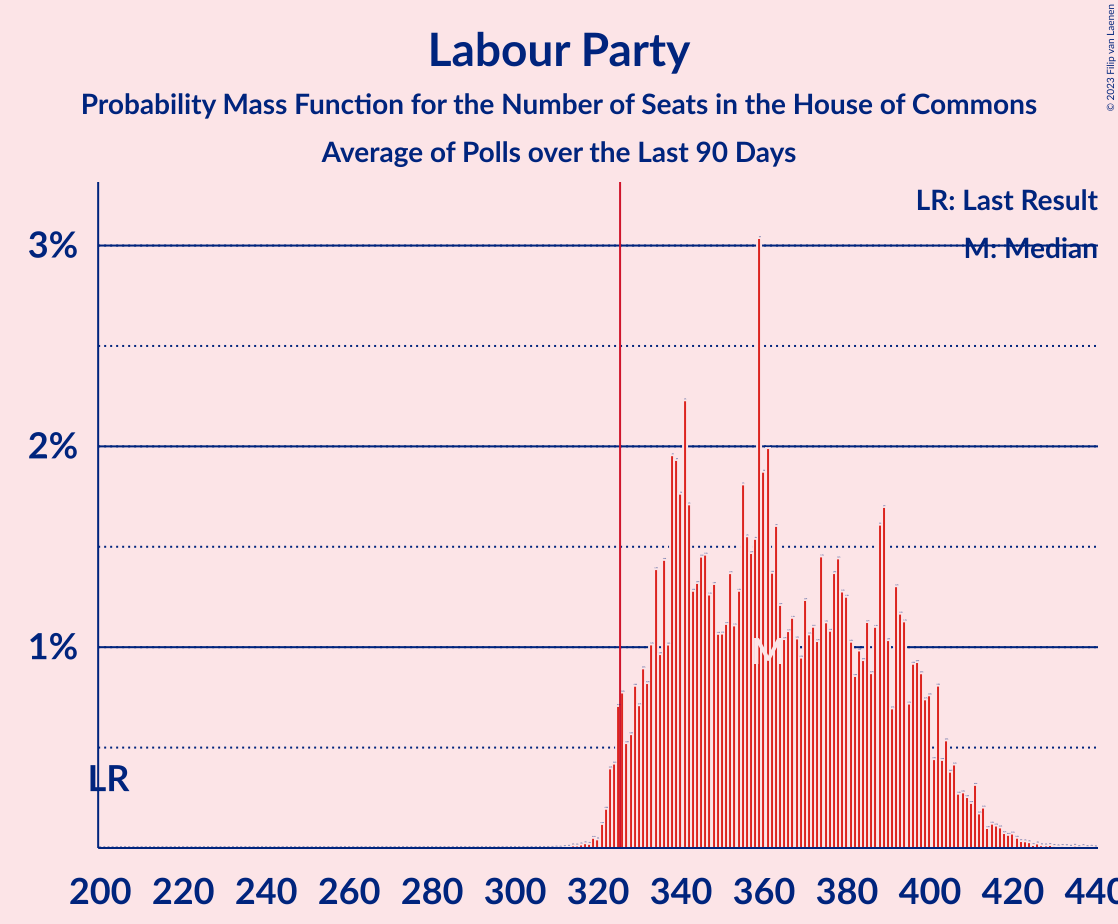 Labour Party
Probability Mass Function for the Number of Seats in the House of Commons
Average of Polls over the Last 90 Days
© 2023 Filip van Laenen
LR: Last Result
M: Median
3%
2%
1%
LR
M
200 220 240 260 280 300 320 340 360 380 400 420 440